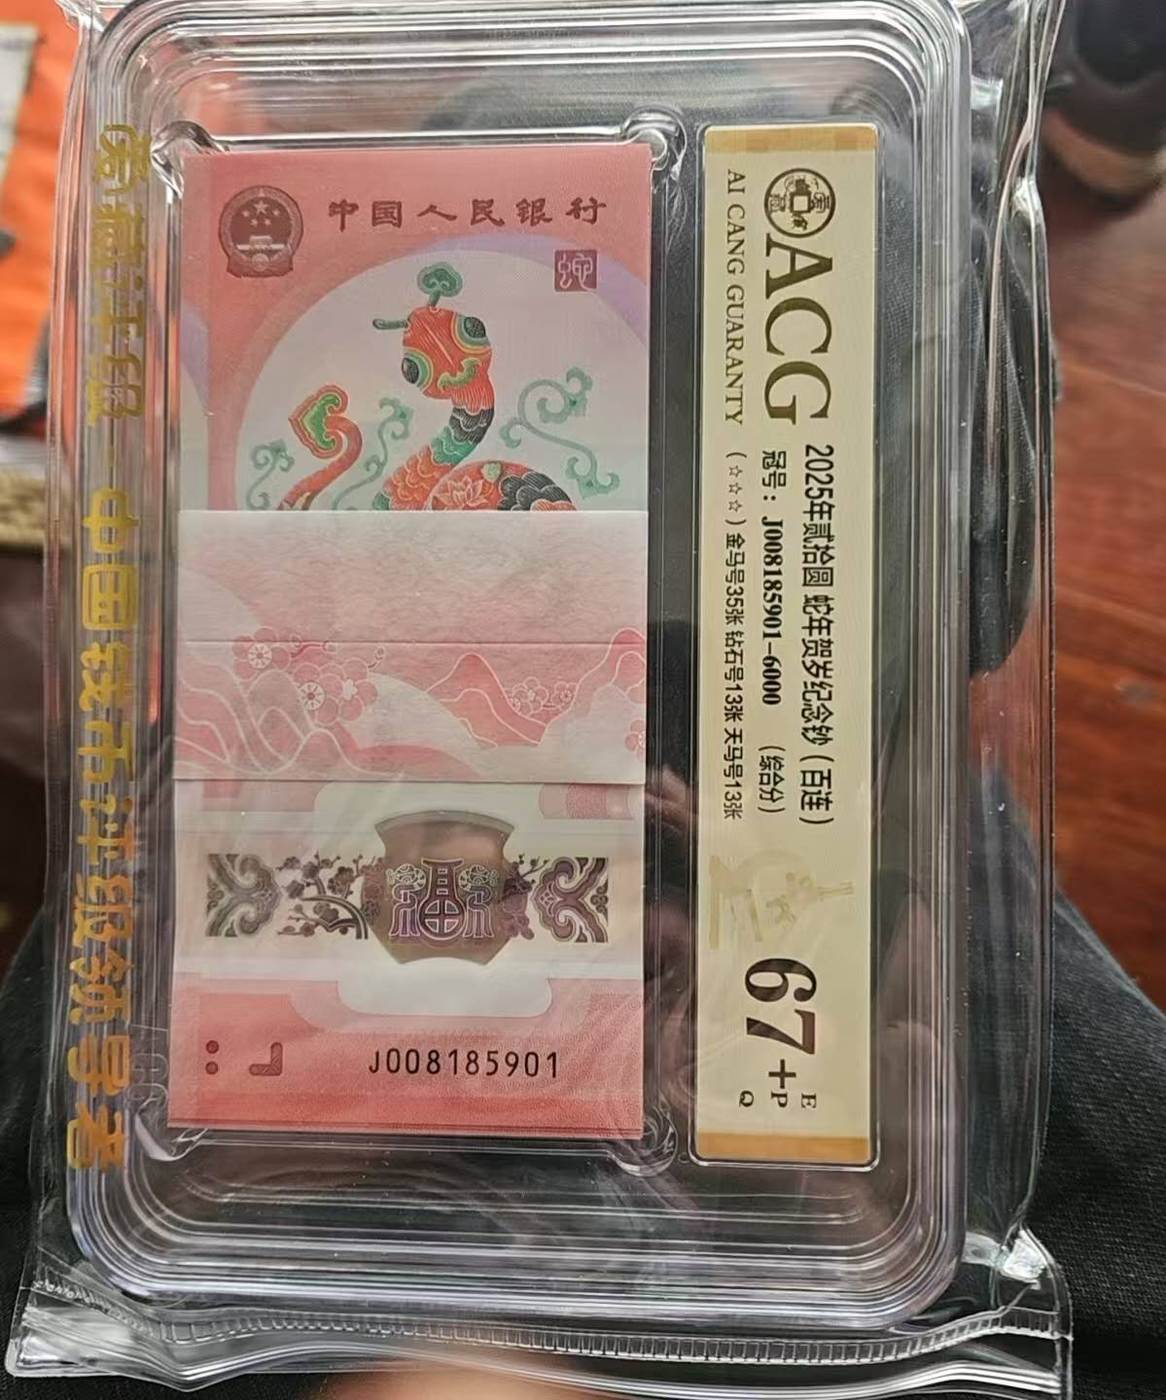 中国人民银行
蛇
J008185901
ACG
AI CANG GUARANTY
2025年贰拾圆 蛇年贺岁纪念钞（百连）
冠号：J008185901-6000 （综合分）
（☆☆☆）金马号35张 钻石号13张 天马号13张
67+
E
P
Q
爱藏评级—中国钱币评级领导者